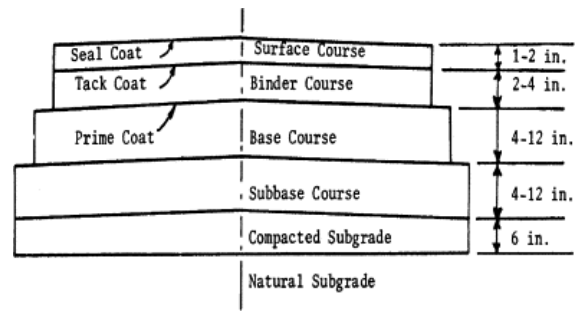 Seal Coat Surface Course 1-2 in.
Tack Coat Binder Course 2-4 in.
Prime Coat Base Course 4-12 in.
Subbase Course 4-12 in.
Compacted Subgrade 6 in.
Natural Subgrade